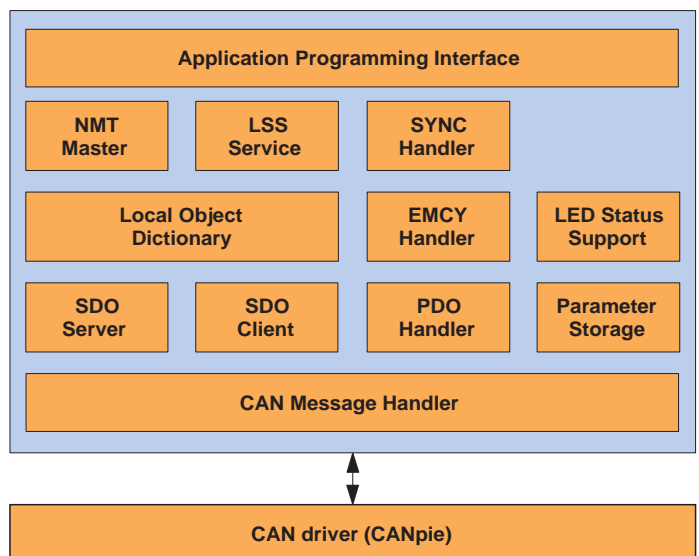 Application Programming Interface
NMT
Master
LSS
Service
SYNC
Handler
Local Object
Dictionary
EMCY
Handler
LED Status
Support
SDO
Server
SDO
Client
PDO
Handler
Parameter
Storage
CAN Message Handler
CAN driver (CANpie)